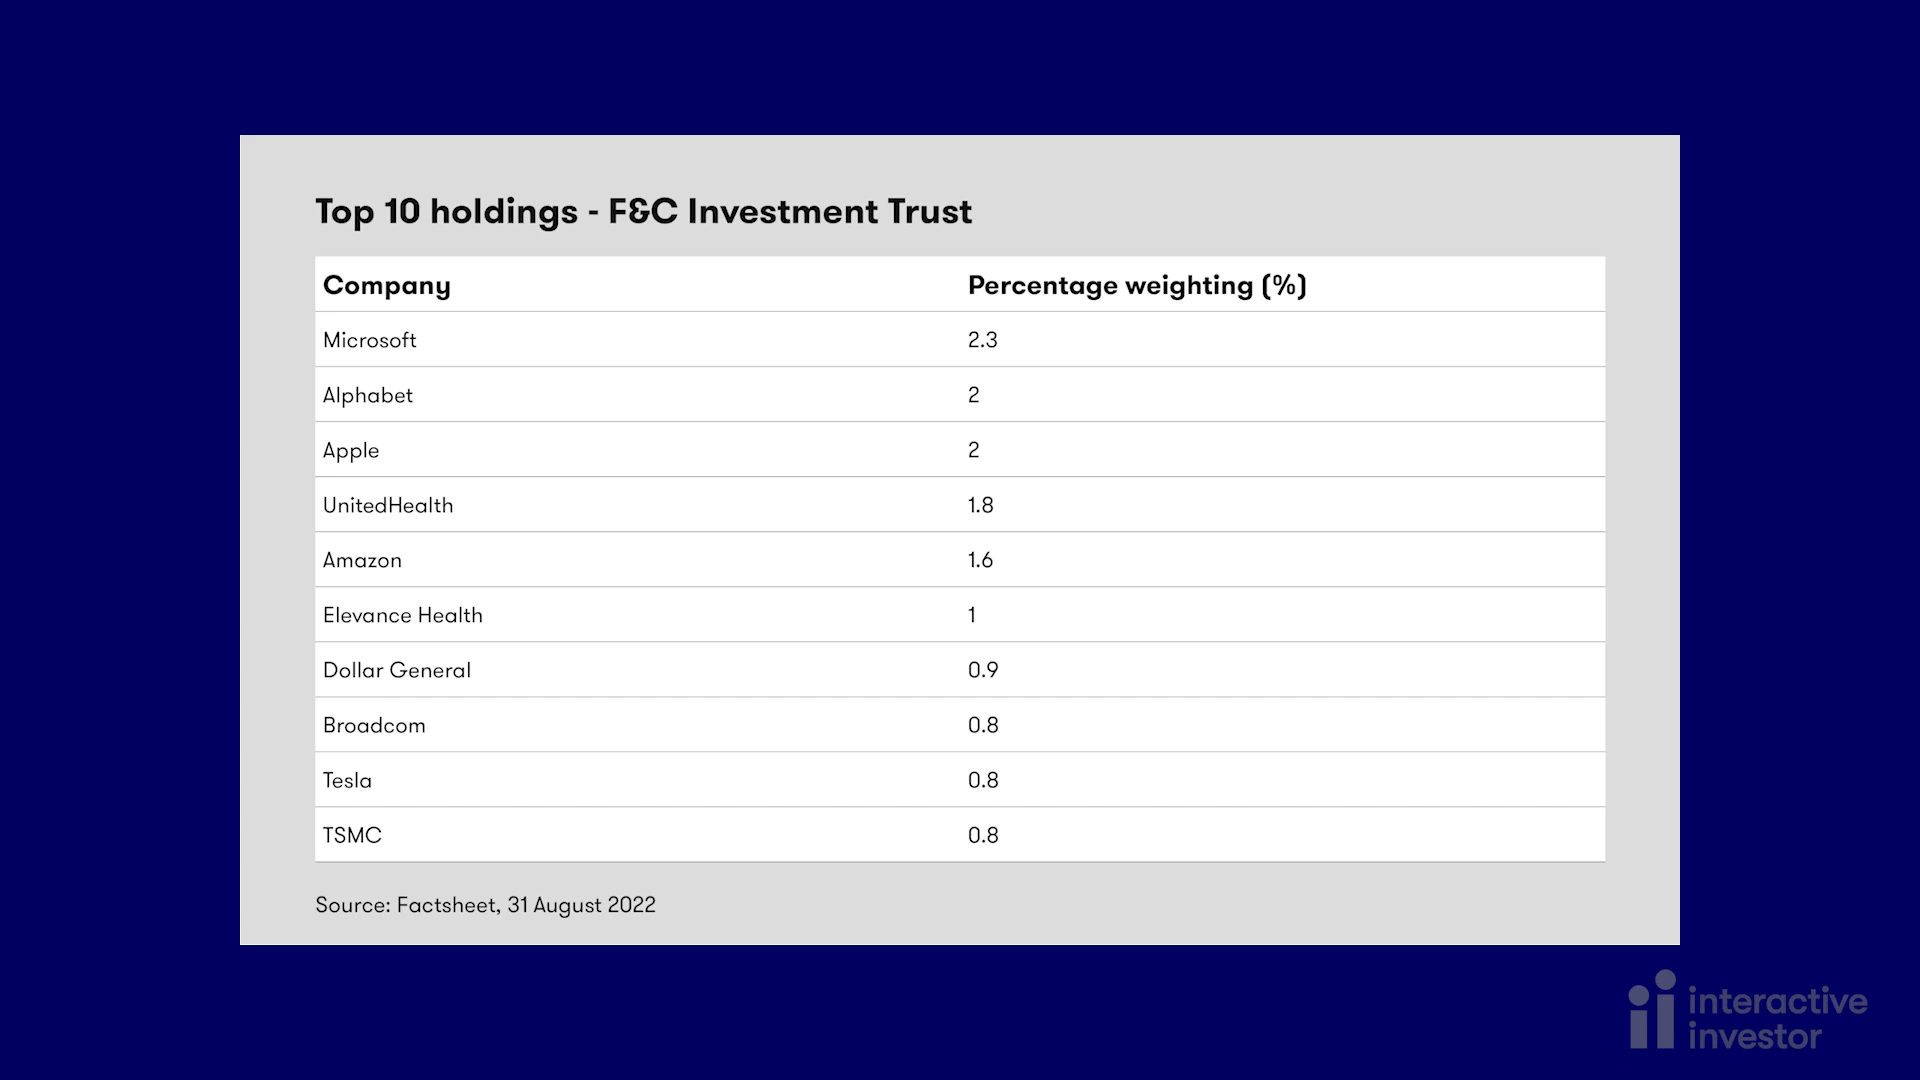 Top 10 holdings - F&C Investment Trust
Company Percentage weighting (%)
Microsoft 2.3
Alphabet 2
Apple 2
UnitedHealth 1.8
Amazon 1.6
Elevance Health 1
Dollar General 0.9
Broadcom 0.8
Tesla 0.8
TSMC 0.8
Source: Factsheet, 31 August 2022
interactive
investor